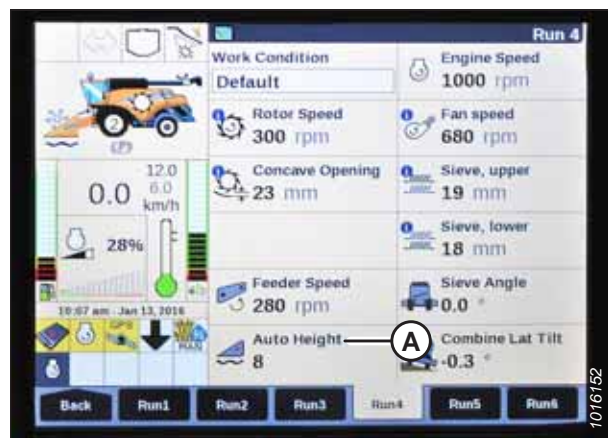 Run 4
Work Condition
Default
Engine Speed
1000 rpm
Rotor Speed
300 rpm
Fan speed
680 rpm
Concave Opening
23 mm
Sieve, upper
19 mm
Sieve, lower
18 mm
Feeder Speed
280 rpm
Sieve Angle
0.0 °
Auto Height
8
A
Combine Lat Tilt
-0.3 °
2
(P)
0.0
12.0
6.0
km/h
28%
10:07 am - Jan 13, 2016
GPS
MAN
Back
Run1
Run2
Run3
Run4
Run5
Run6
1016152